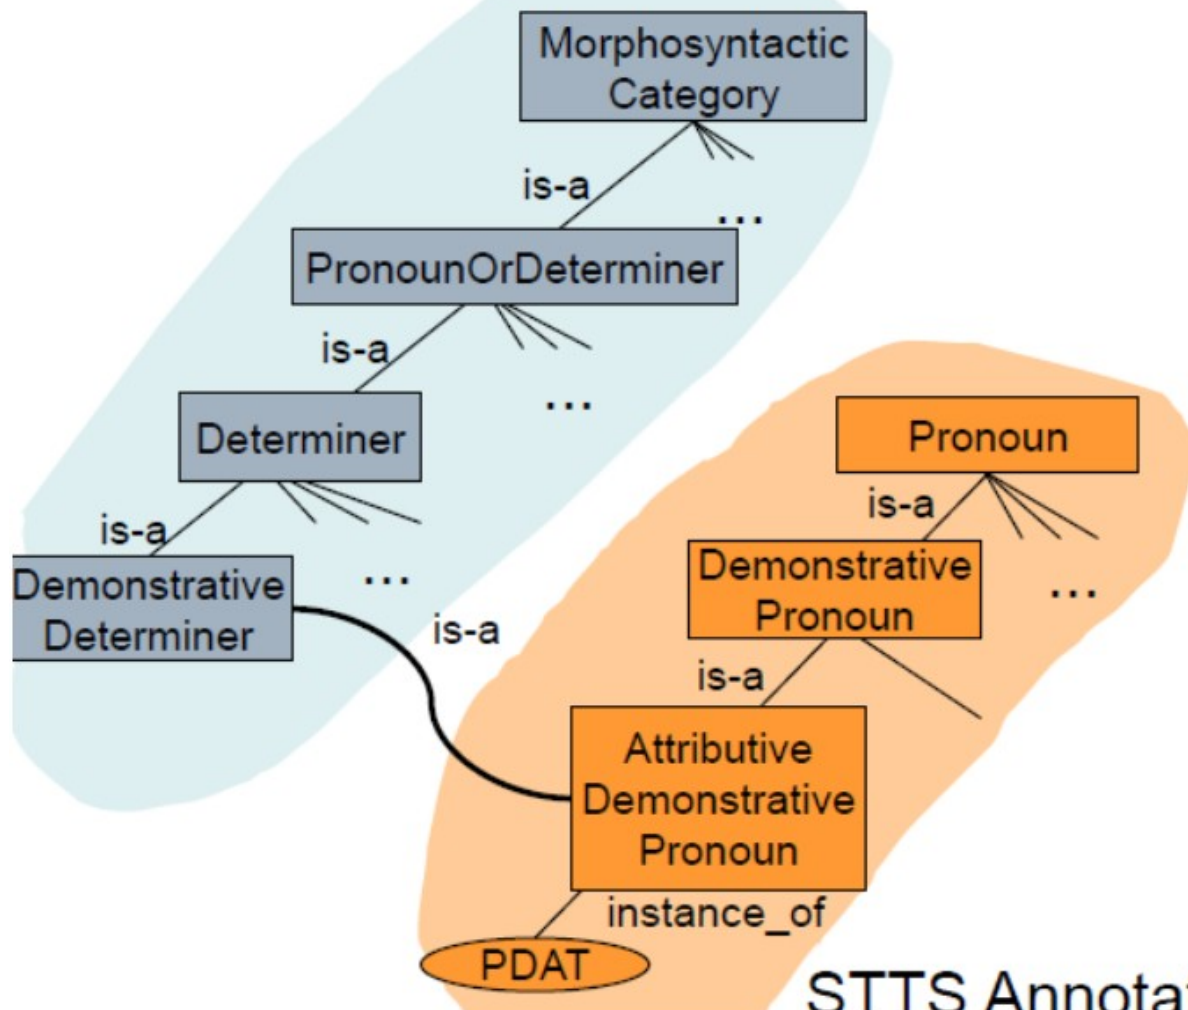 Morphosyntactic
Category
is-a
...
PronounOrDeterminer
is-a
...
Determiner
Pronoun
is-a
is-a
Demonstrative
Determiner
...
is-a
Demonstrative
Pronoun
...
is-a
Attributive
Demonstrative
Pronoun
instance_of
PDAT
STTS